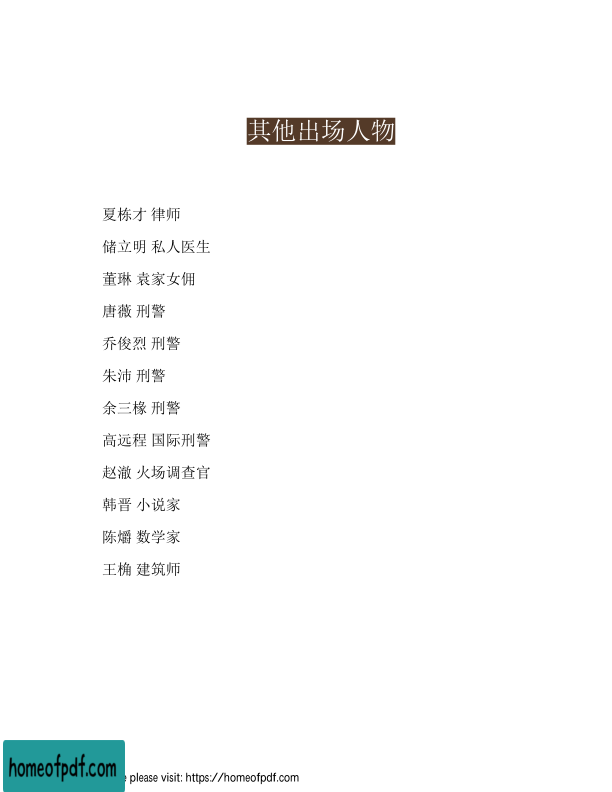 其他出场人物
夏栋才 律师
储立明 私人医生
董琳 袁家女佣
唐薇 刑警
乔俊烈 刑警
朱沛 刑警
余三椽 刑警
高远程 国际刑警
赵澈 火场调查官
韩晋 小说家
陈爝 数学家
王桷 建筑师
homeofpdf.com
please visit: https://homeofpdf.com